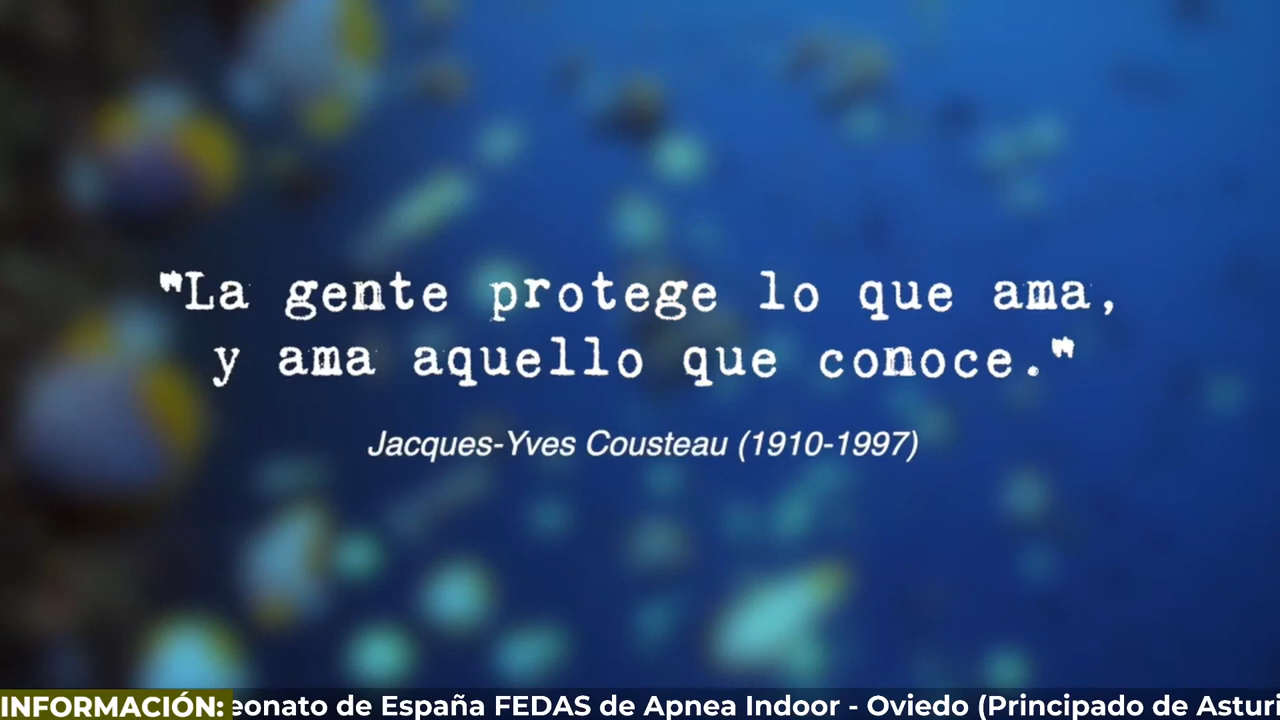 "La gente protege lo que ama,
y ama aquello que conoce."
Jacques-Yves Cousteau (1910-1997)
INFORMACIÓN: eonato de España FEDAS de Apnea Indoor - Oviedo (Principado de Asturi